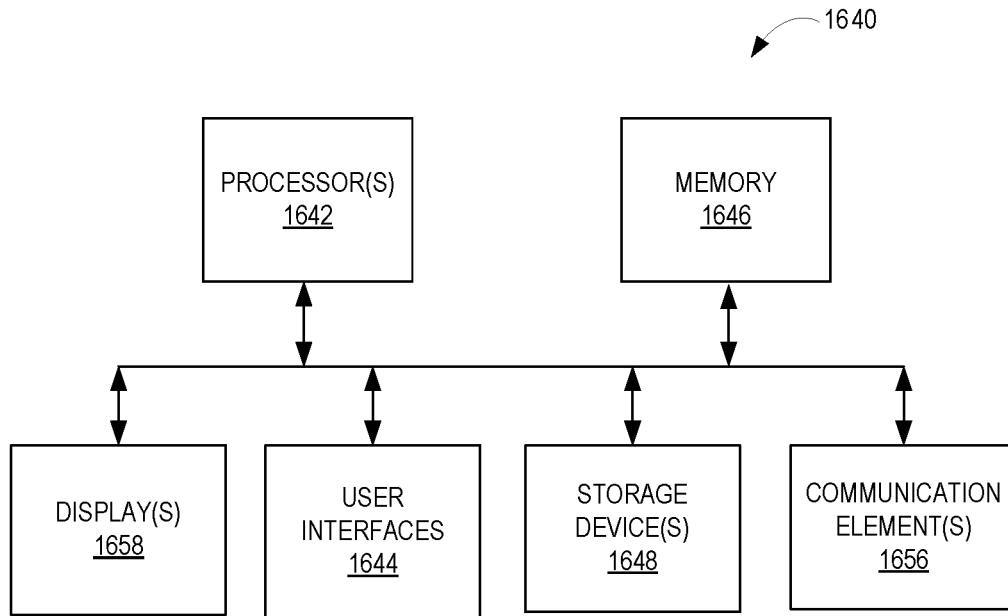 1640
PROCESSOR(S)
1642
MEMORY
1646
DISPLAY(S)
1658
USER
INTERFACES
1644
STORAGE
DEVICE(S)
1648
COMMUNICATION
ELEMENT(S)
1656